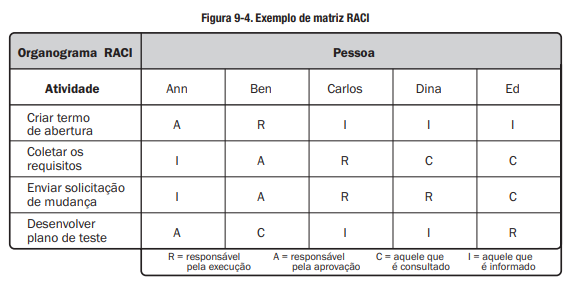 Figura 9-4. Exemplo de matriz RACI
Organograma RACI Pessoa
Atividade Ann Ben Carlos Dina Ed
Criar termo
de abertura A R I I I
Coletar os
requisitos I A R C C
Enviar solicitação
de mudança I A R R C
Desenvolver
plano de teste A C I I R
R = responsável A = responsável C = aquele que I = aquele que
pela execução pela aprovação é consultado é informado